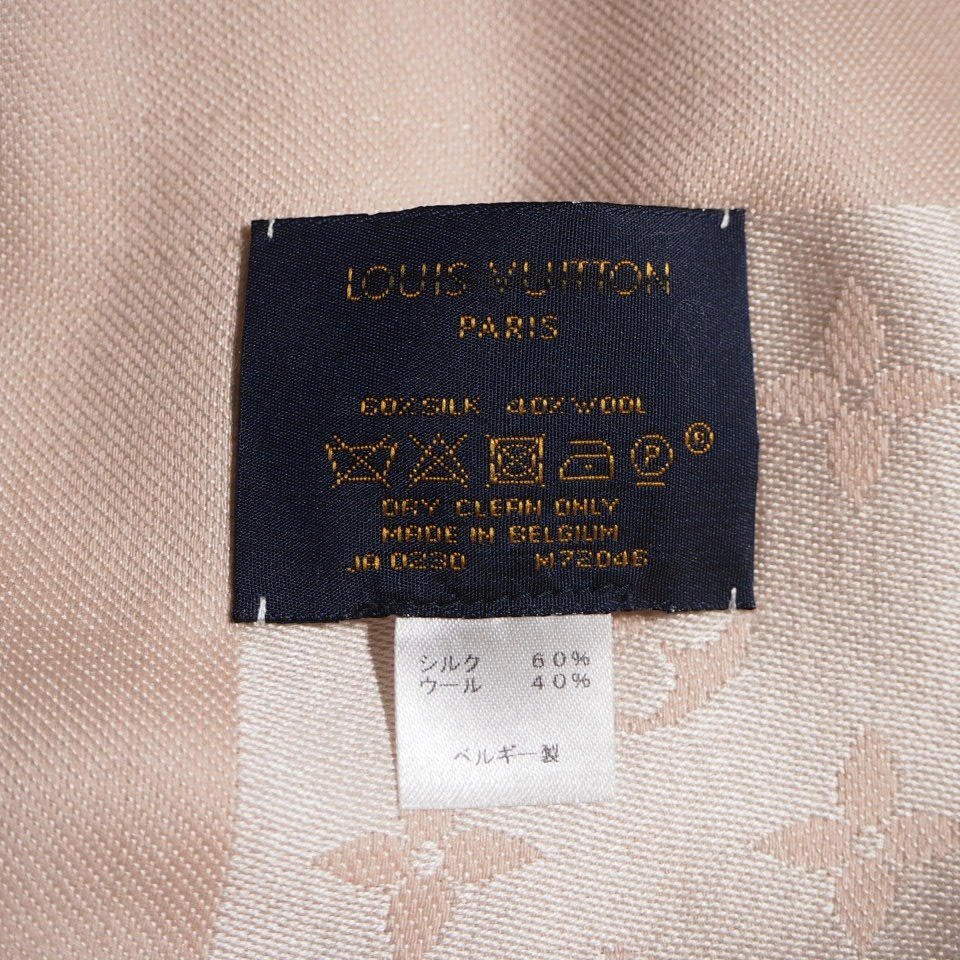 LOUIS VUITTON
PARIS
60% SILK 40% WOOL
A P ©
DRY CLEAN ONLY
MADE IN BELGIUM
JA 0230 M72046
シルク 60%
ウール 40%
ベルギー製